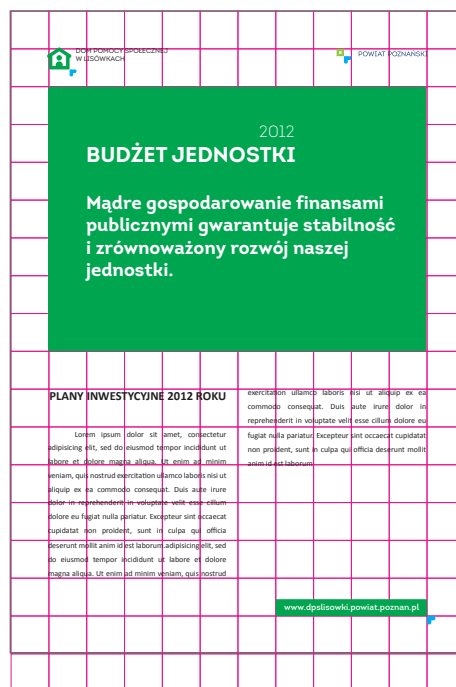 DOM POMOCY SPOŁECZNEJ
W LISÓWKACH
POWIAT POZNAŃSKI
2012
BUDŻET JEDNOSTKI
Mądre gospodarowanie finansami
publicznymi gwarantuje stabilność
i zrównoważony rozwój naszej
jednostki.
PLANY INWESTYCYJNE 2012 ROKU
Lorem ipsum dolor sit amet, consectetur
adipisicing elit, sed do eiusmod tempor incididunt ut
labore et dolore magna aliqua. Ut enim ad minim
veniam, quis nostrud exercitation ullamco laboris nisi ut
aliquip ex ea commodo consequat. Duis aute irure
dolor in reprehenderit in voluptate velit esse cillum
dolore eu fugiat nulla pariatur. Excepteur sint occaecat
cupidatat non proident, sunt in culpa qui officia
deserunt mollit anim id est laborum.adipisicing elit, sed
do eiusmod tempor incididunt ut labore et dolore
magna aliqua. Ut enim ad minim veniam, quis nostrud
exercitation ullamco laboris nisi ut aliquip ex ea
commodo consequat. Duis aute irure dolor in
reprehenderit in voluptate velit esse cillum dolore eu
fugiat nulla pariatur. Excepteur sint occaecat cupidatat
non proident, sunt in culpa qui officia deserunt mollit
anim id est laborum.
www.dpslisowki.powiat.poznan.pl